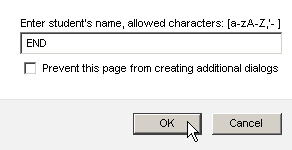 Enter student's name, allowed characters: [a-zA-Z,'- ]
END
Prevent this page from creating additional dialogs
OK
Cancel